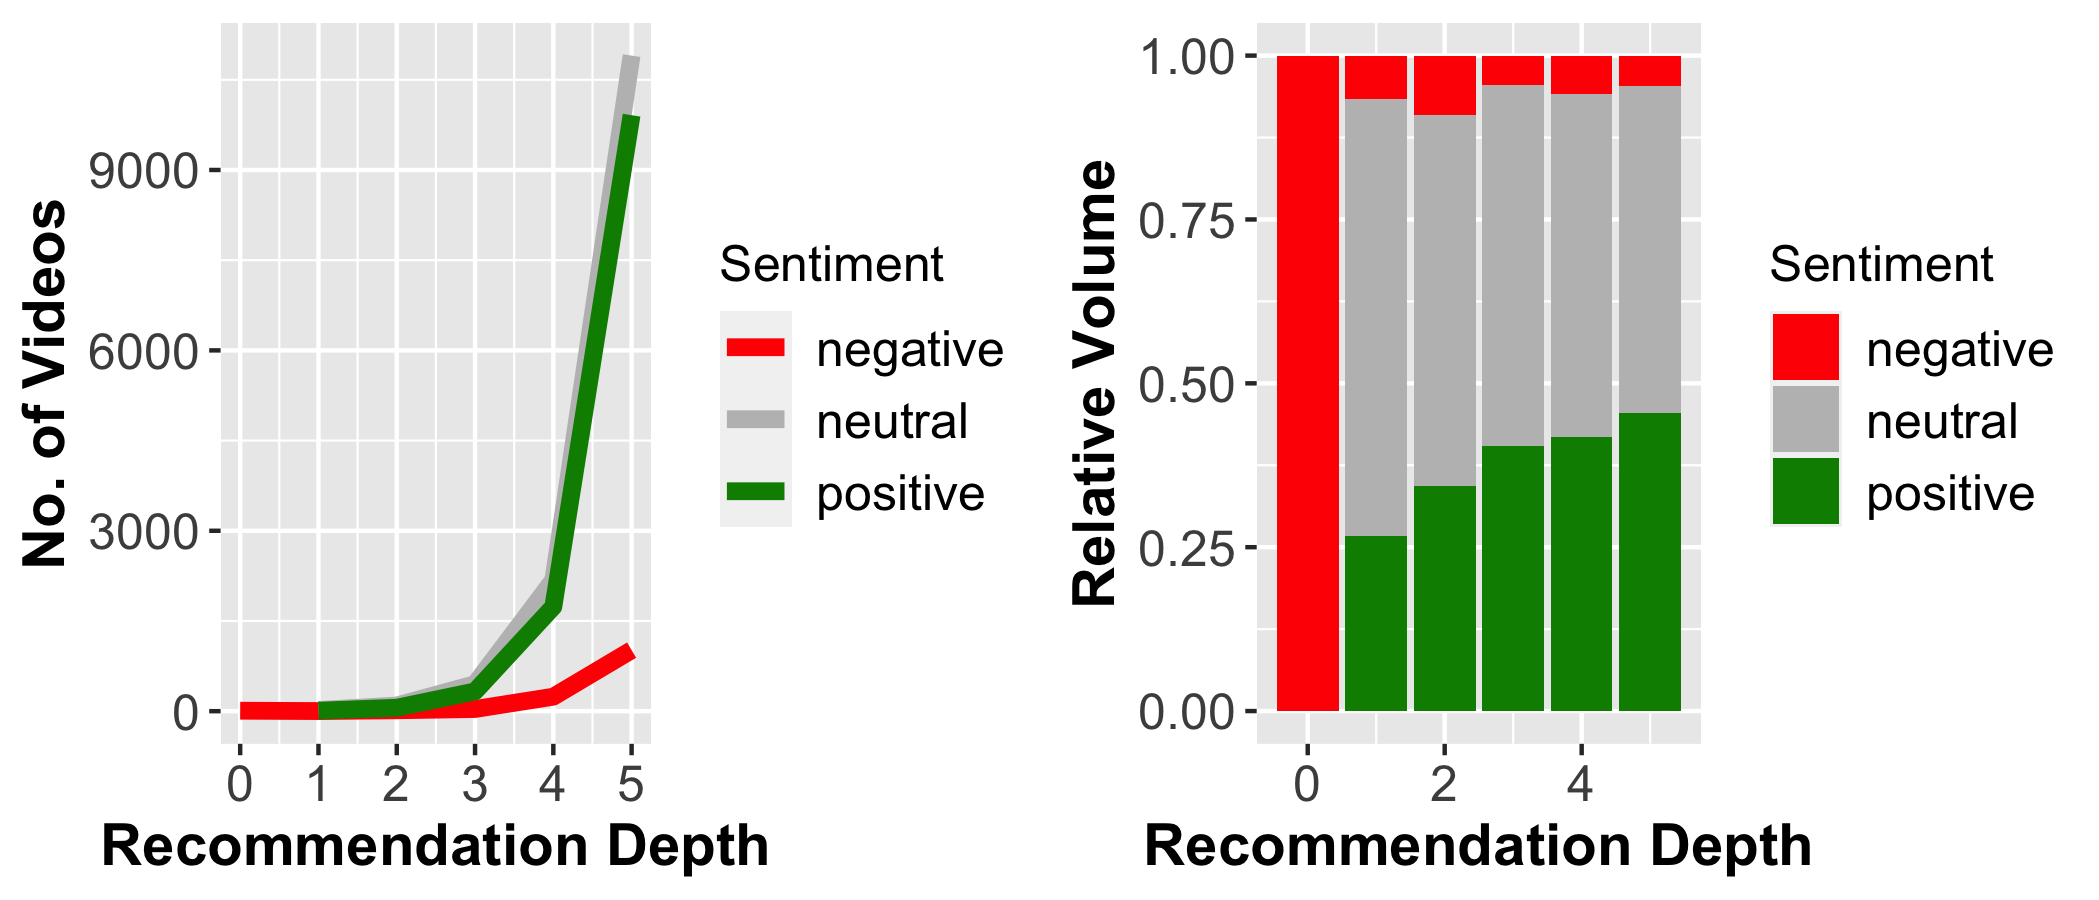 No. of Videos
9000
6000
3000
0
0 1 2 3 4 5
Recommendation Depth
Sentiment
negative
neutral
positive
Relative Volume
1.00
0.75
0.50
0.25
0.00
0 2 4
Recommendation Depth
Sentiment
negative
neutral
positive